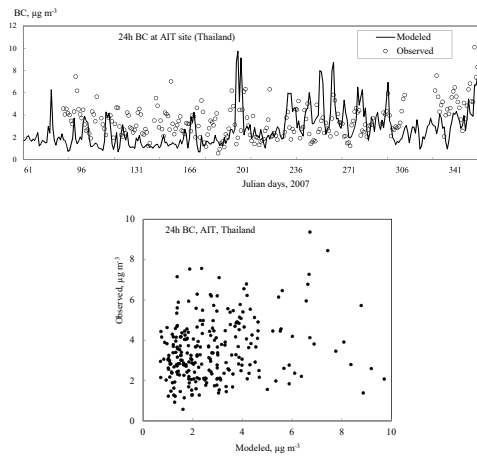 BC, µg m-3
12
24h BC at AIT site (Thailand)
Modeled
10
Observed
8
6
4
2
0
61 96 131 166 201 236 271 306 341
Julian days, 2007
10
24h BC, AIT, Thailand
8
6
4
2
0
Observed, µg m-3
0 2 4 6 8 10
Modeled, µg m-3